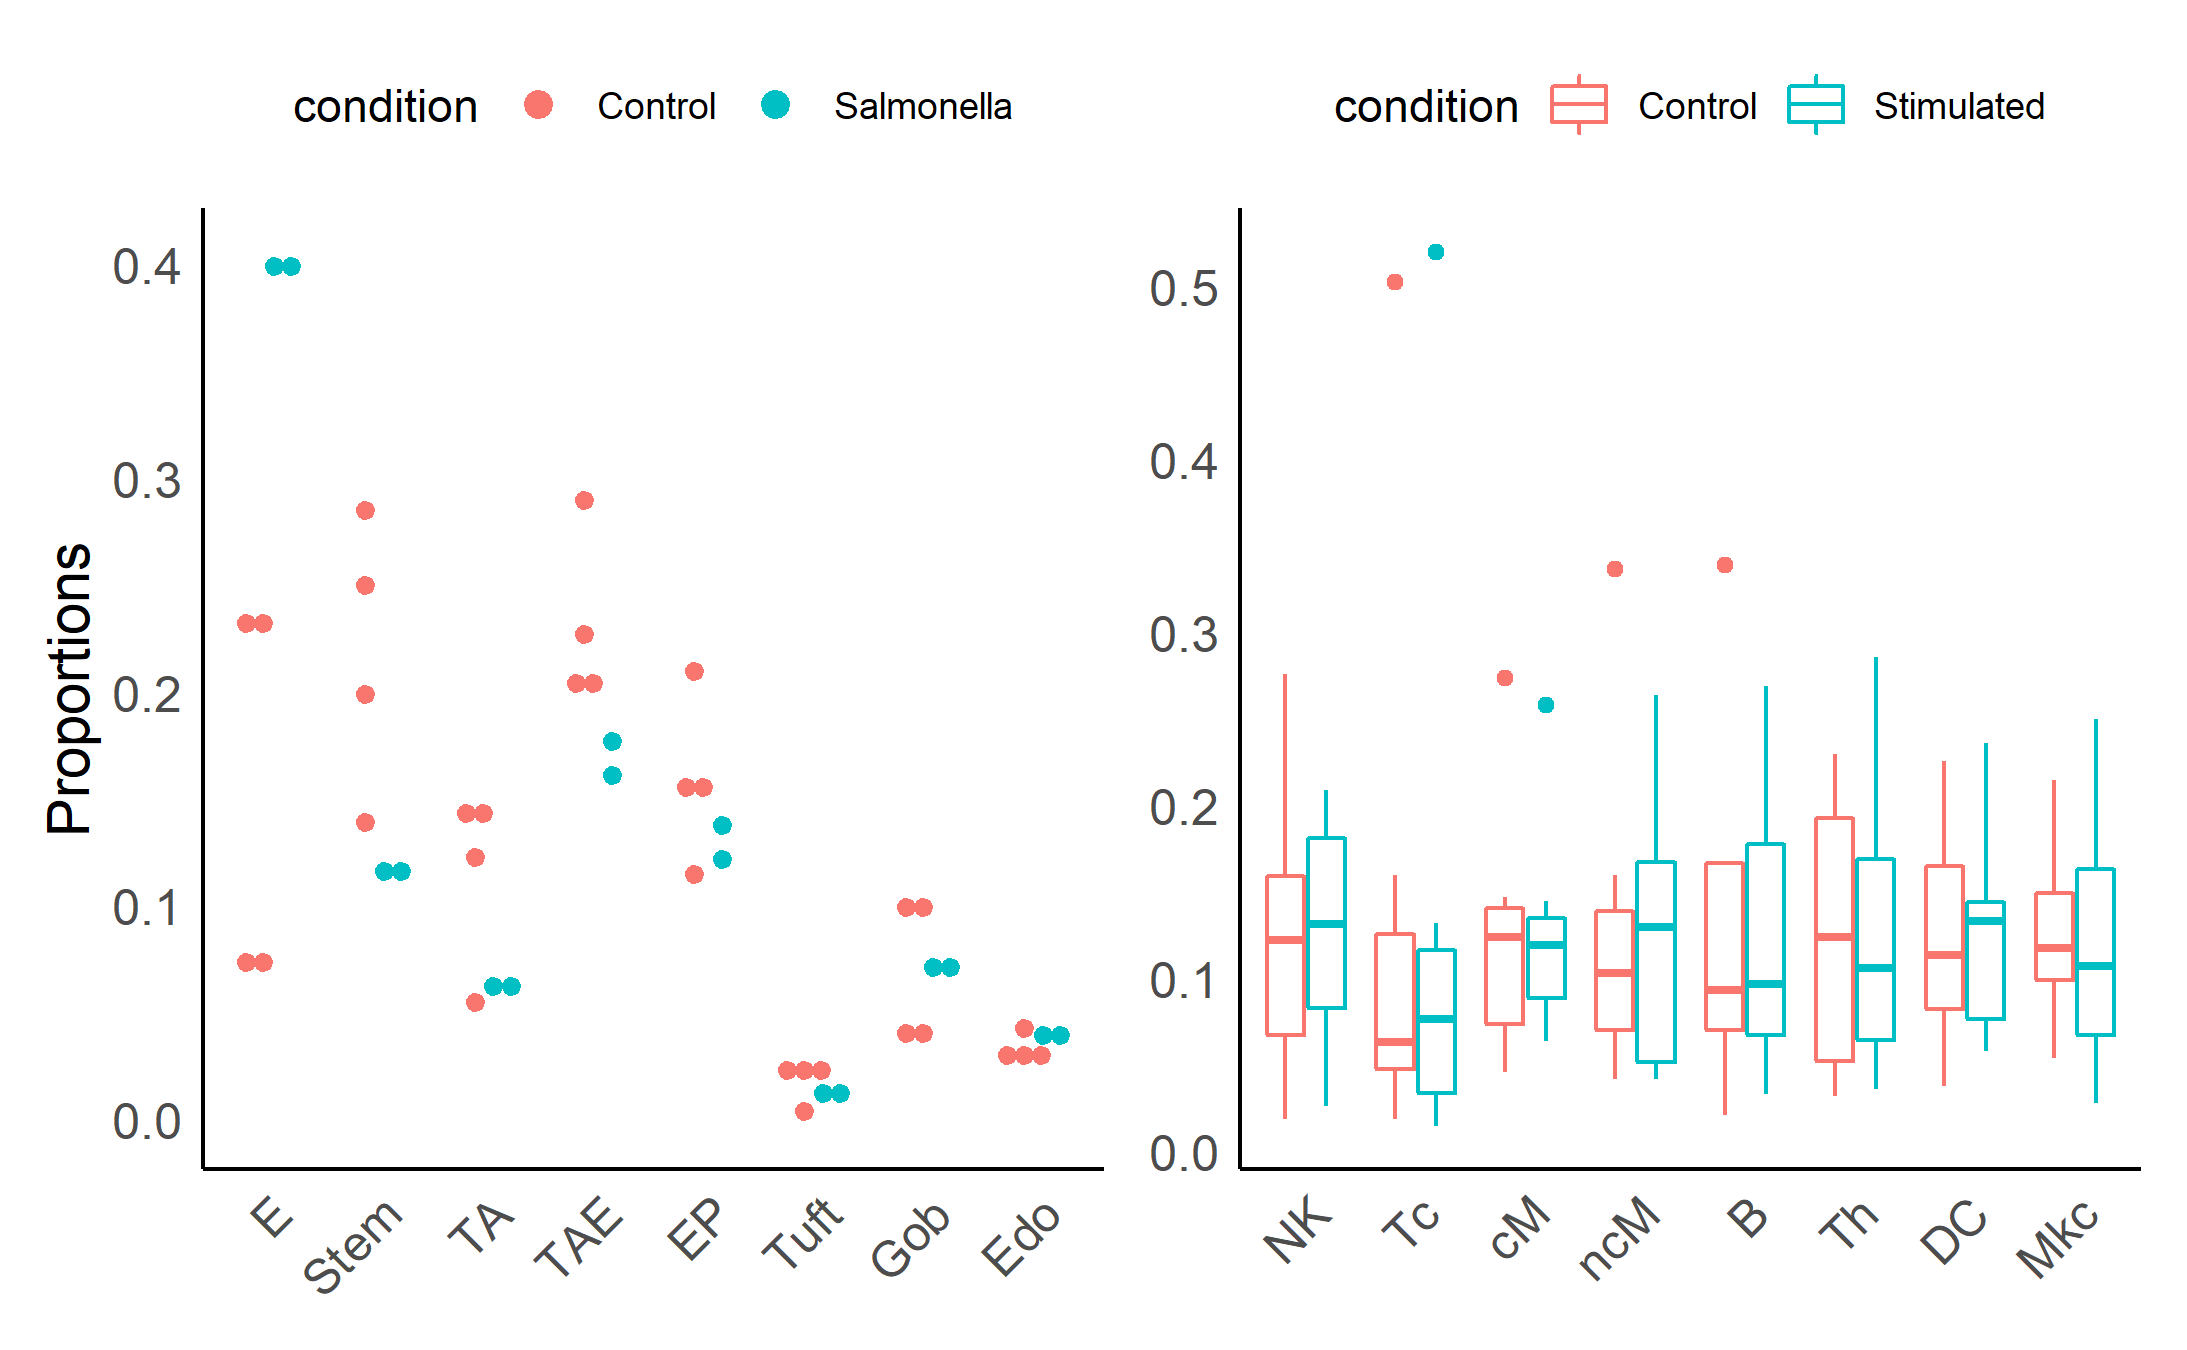 condition Control Salmonella
0.4
0.3
0.2
0.1
0.0
Proportions
E Stem TA TAE EP Tuft Gob Edo
condition Control Stimulated
0.5
0.4
0.3
0.2
0.1
0.0
NK Tc cM ncM B Th DC Mkc